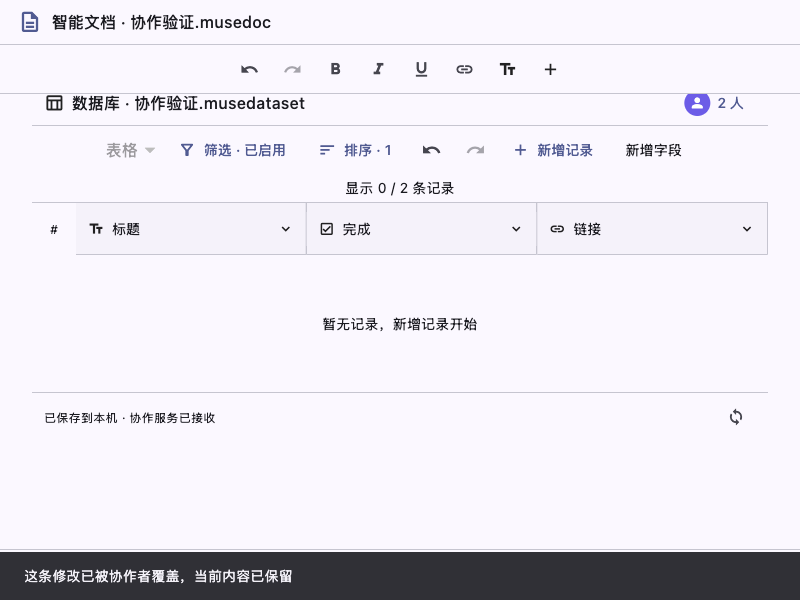 智能文档 · 协作验证.musedoc
B I U Tт +
数据库 · 协作验证.musedataset
2 人
表格 筛选 · 已启用 排序 · 1 + 新增记录 新增字段
显示 0 / 2 条记录
# Tт 标题 完成 链接
暂无记录，新增记录开始
已保存到本机 · 协作服务已接收
这条修改已被协作者覆盖，当前内容已保留